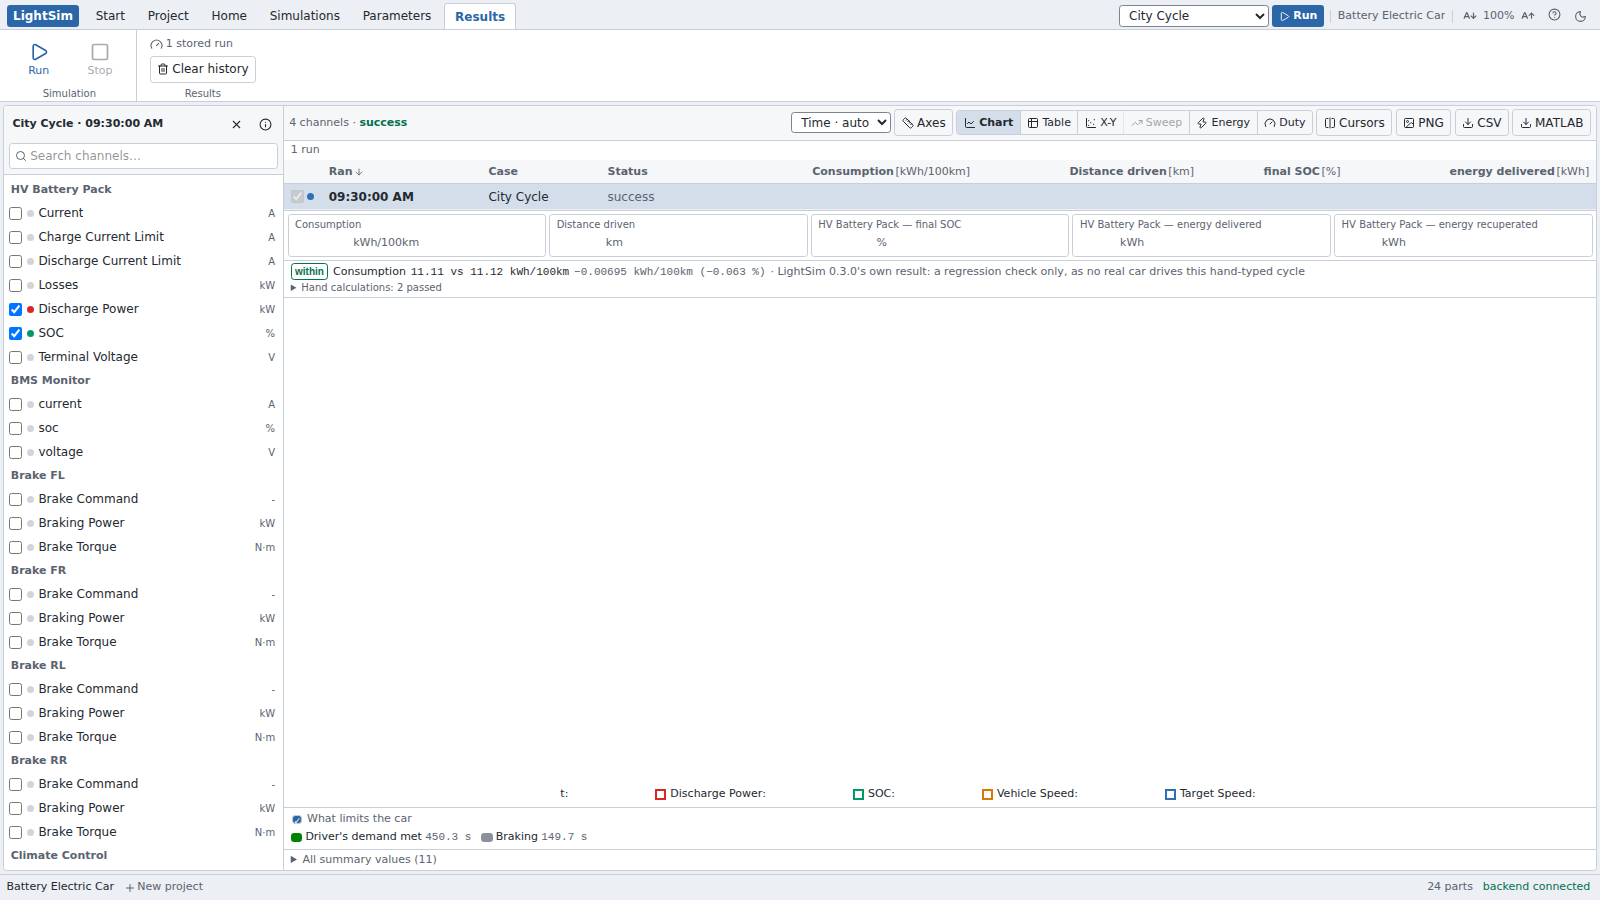 LightSim Start Project Home Simulations Parameters Results City Cycle Run Battery Electric Car A 100% A
Run Stop
Simulation
1 stored run
Clear history
Results
City Cycle · 09:30:00 AM
Search channels...
HV Battery Pack
Current A
Charge Current Limit A
Discharge Current Limit A
Losses kW
Discharge Power kW
SOC %
Terminal Voltage V
BMS Monitor
current A
soc %
voltage V
Brake FL
Brake Command -
Braking Power kW
Brake Torque N·m
Brake FR
Brake Command -
Braking Power kW
Brake Torque N·m
Brake RL
Brake Command -
Braking Power kW
Brake Torque N·m
Brake RR
Brake Command -
Braking Power kW
Brake Torque N·m
Climate Control
4 channels · success Time · auto Axes Chart Table X-Y Sweep Energy Duty Cursors PNG CSV MATLAB
1 run
Ran Case Status Consumption [kWh/100km] Distance driven [km] final SOC [%] energy delivered [kWh]
09:30:00 AM City Cycle success
Consumption Distance driven HV Battery Pack — final SOC HV Battery Pack — energy delivered HV Battery Pack — energy recuperated
kWh/100km km % kWh kWh
within Consumption 11.11 vs 11.12 kWh/100km −0.00695 kWh/100km (−0.063 %) · LightSim 0.3.0's own result: a regression check only, as no real car drives this hand-typed cycle
Hand calculations: 2 passed
t: Discharge Power: SOC: Vehicle Speed: Target Speed:
What limits the car
Driver's demand met 450.3 s Braking 149.7 s
All summary values (11)
Battery Electric Car New project 24 parts backend connected